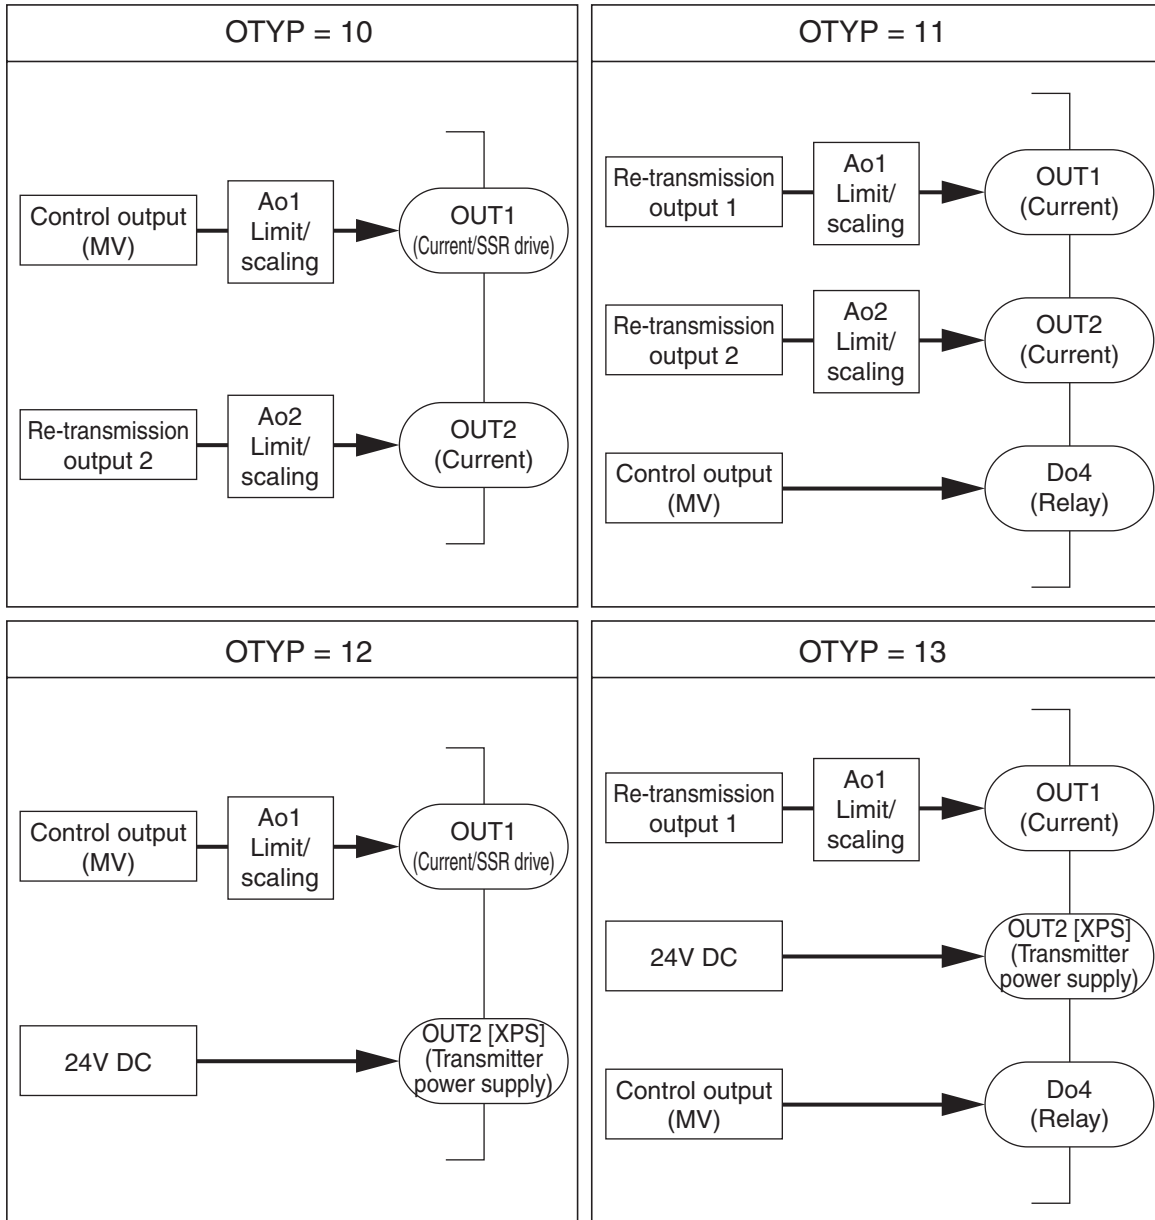 OTYP = 10
Control output
(MV)
Ao1
Limit/
scaling
OUT1
(Current/SSR drive)
Re-transmission
output 2
Ao2
Limit/
scaling
OUT2
(Current)
OTYP = 11
Re-transmission
output 1
Ao1
Limit/
scaling
OUT1
(Current)
Re-transmission
output 2
Ao2
Limit/
scaling
OUT2
(Current)
Control output
(MV)
Do4
(Relay)
OTYP = 12
Control output
(MV)
Ao1
Limit/
scaling
OUT1
(Current/SSR drive)
24V DC
OUT2 [XPS]
(Transmitter
power supply)
OTYP = 13
Re-transmission
output 1
Ao1
Limit/
scaling
OUT1
(Current)
24V DC
OUT2 [XPS]
(Transmitter
power supply)
Control output
(MV)
Do4
(Relay)